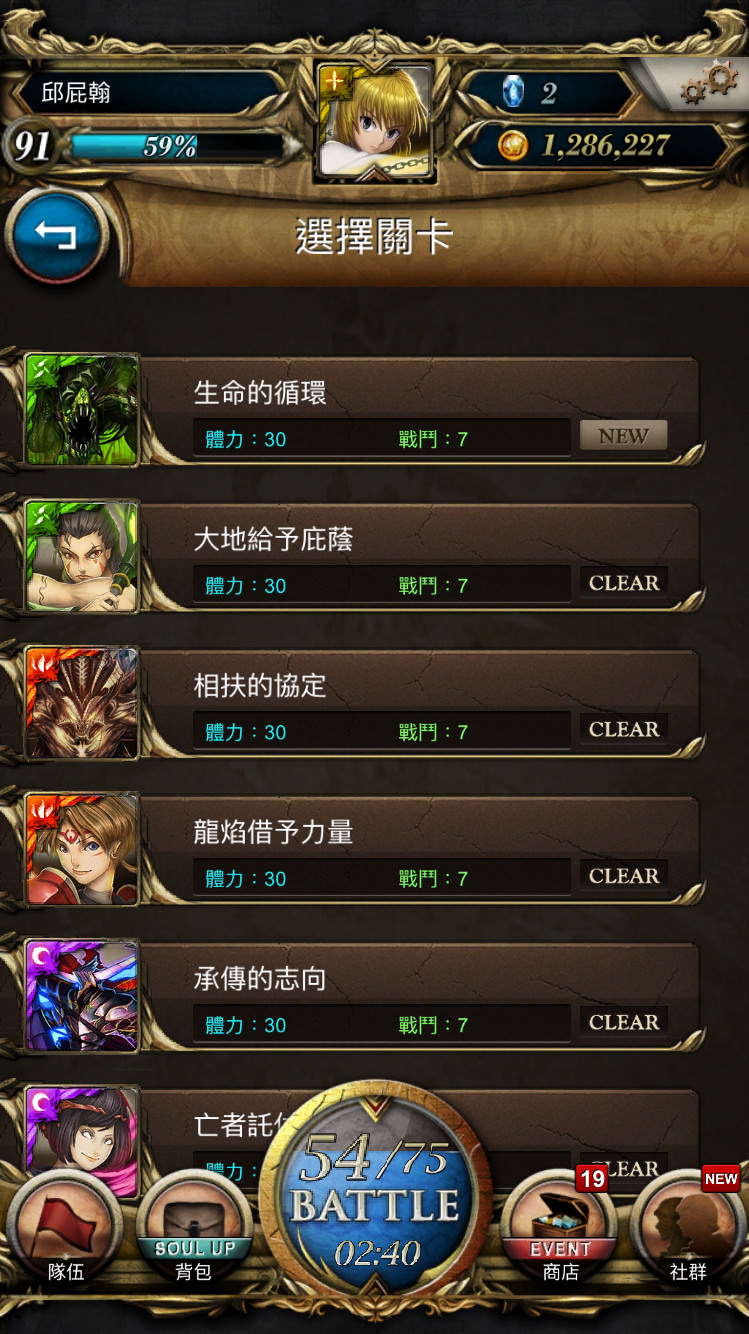 邱屁翰
2
91
59%
1,286,227
選擇關卡
生命的循環
體力：30 戰鬥：7 NEW
大地給予庇蔭
體力：30 戰鬥：7 CLEAR
相扶的協定
體力：30 戰鬥：7 CLEAR
龍焰借予力量
體力：30 戰鬥：7 CLEAR
承傳的志向
體力：30 戰鬥：7 CLEAR
亡者託
體力：
54/75
BATTLE
02:40
19
NEW
SOUL UP
EVENT
隊伍
背包
商店
社群